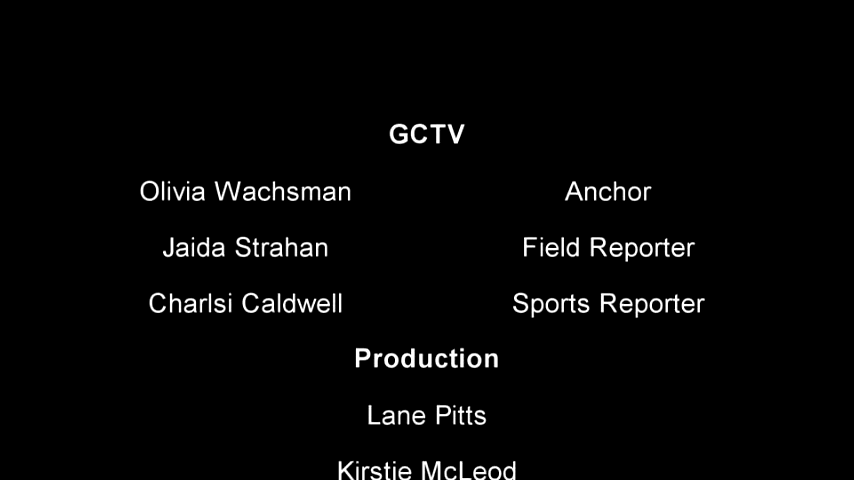 GCTV
Olivia Wachsman Anchor
Jaida Strahan Field Reporter
Charlsi Caldwell Sports Reporter
Production
Lane Pitts
Kirstie McLeod